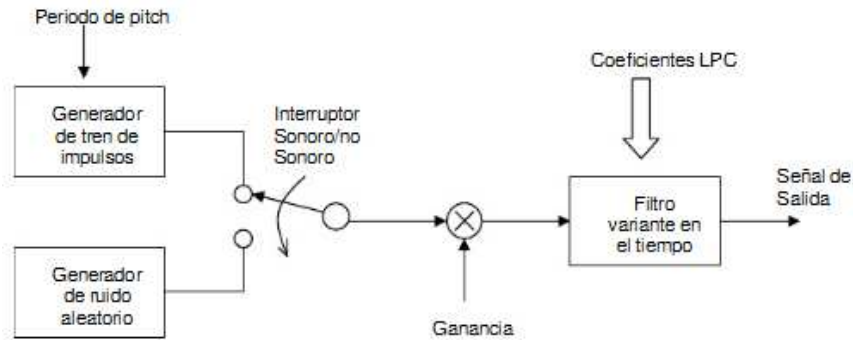 Periodo de pitch
Generador
de tren de
impulsos
Interruptor
Sonoro/no
Sonoro
Coeficientes LPC
Filtro
variante en
el tiempo
Señal de
Salida
Generador
de ruido
aleatorio
Ganancia